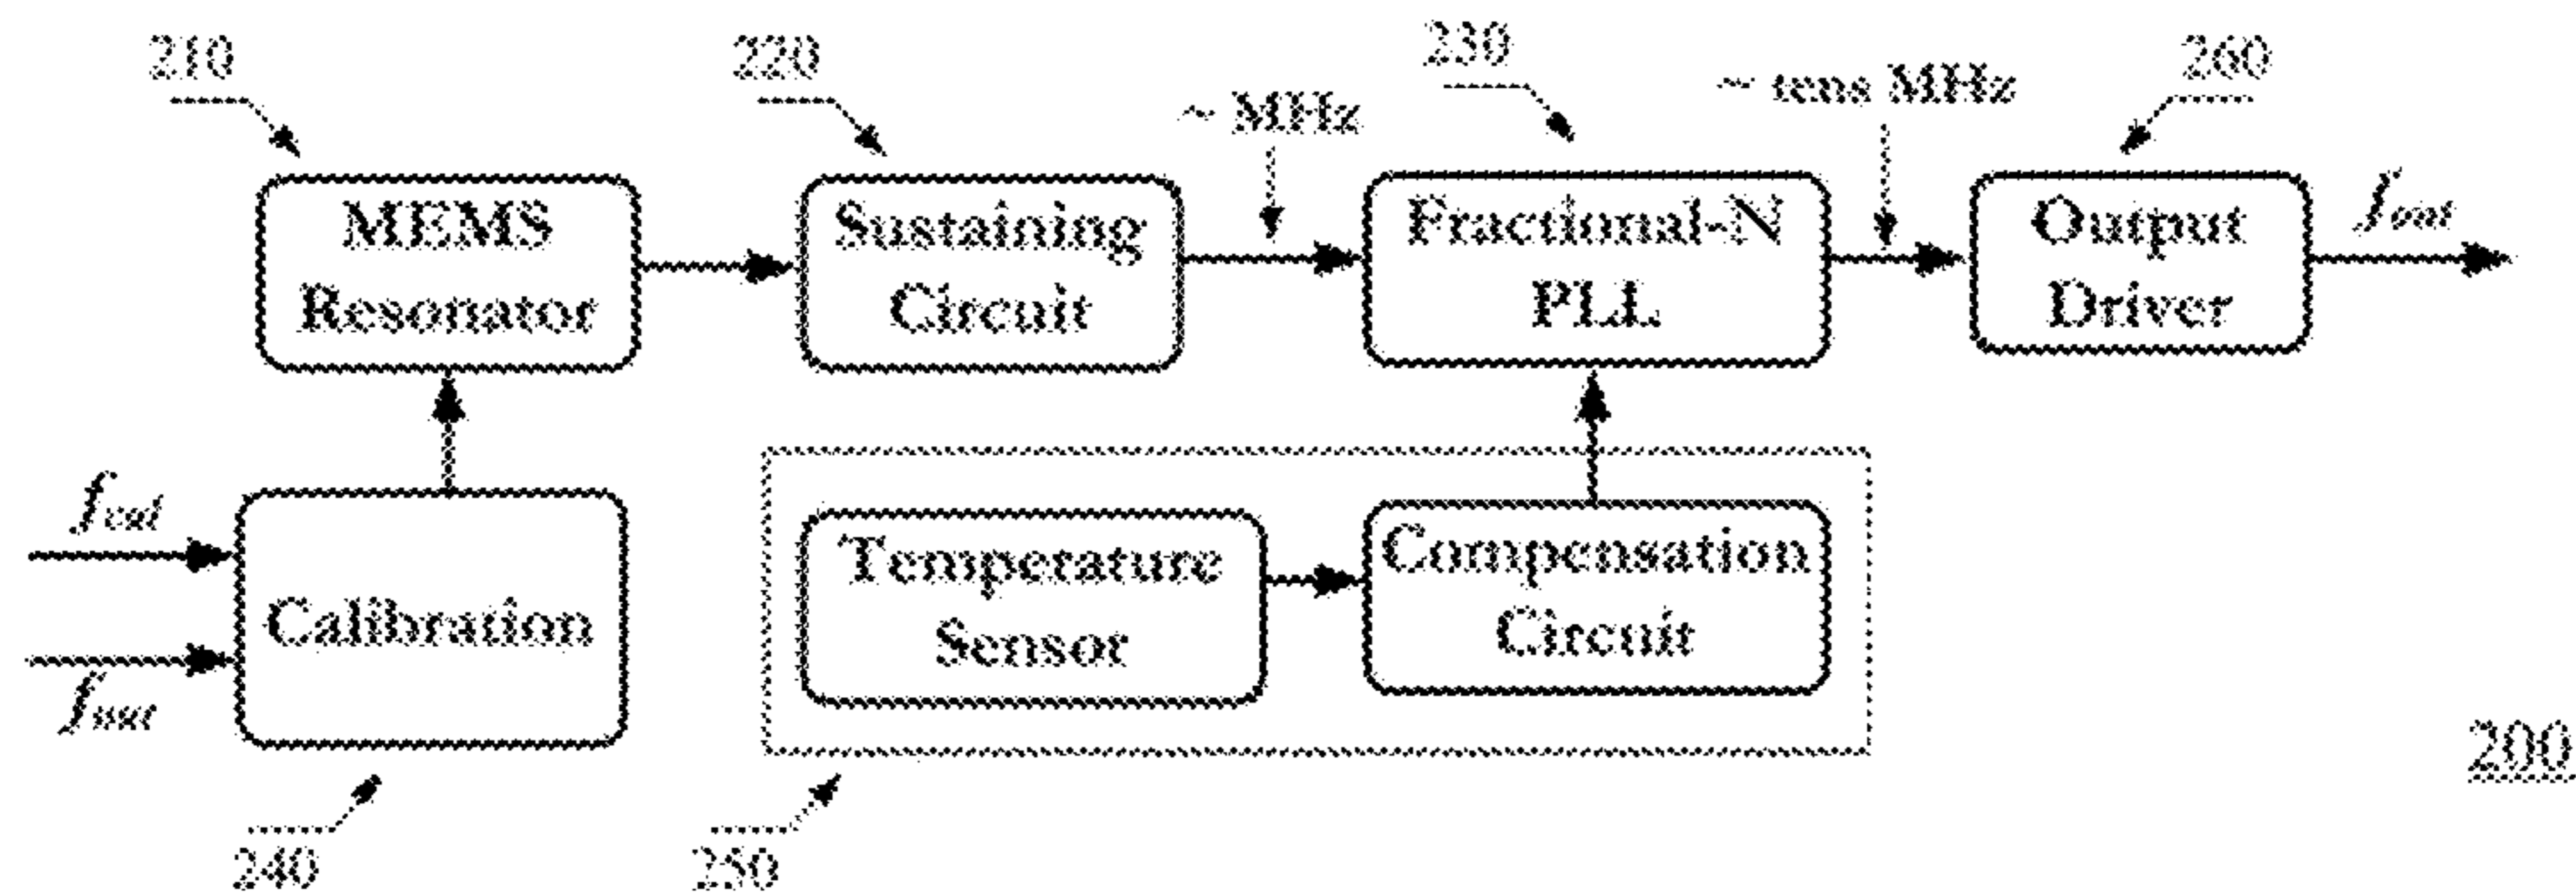 210
220
~ MHz
230
~ tens MHz
260
MEMS
Resonator
Sustaining
Circuit
Fractional-N
PLL
Output
Driver
fout
fcal
fout
Calibration
Temperature
Sensor
Compensation
Circuit
200
240
250